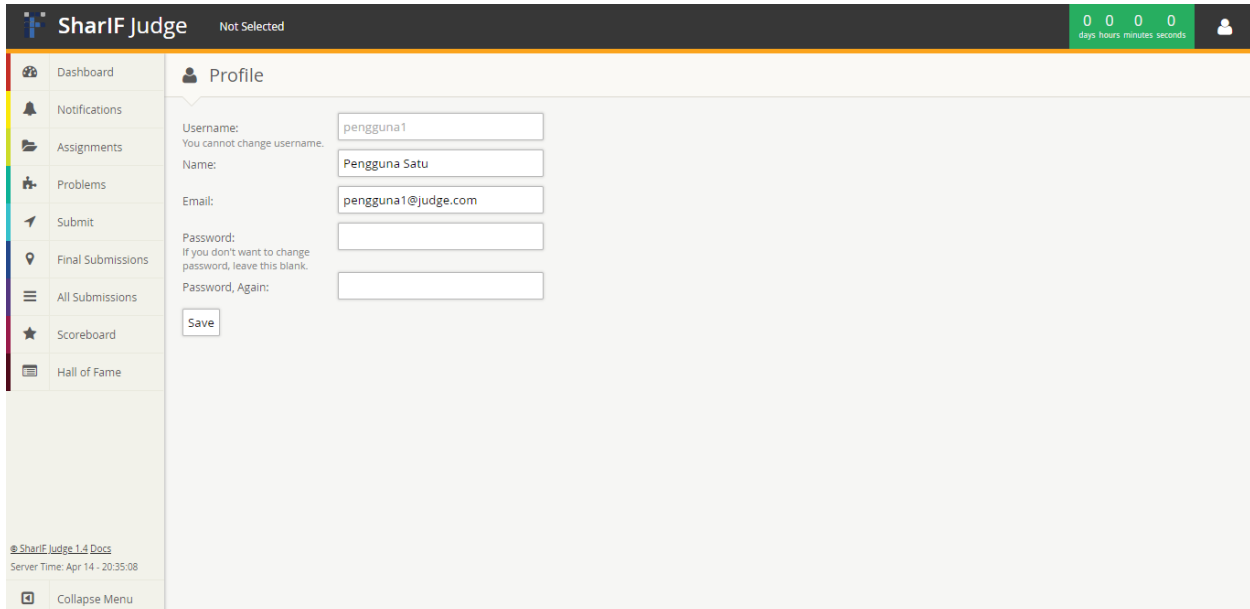 SharIF Judge
Not Selected
0 0 0 0
days hours minutes seconds
Dashboard
Notifications
Assignments
Problems
Submit
Final Submissions
All Submissions
Scoreboard
Hall of Fame
© SharIF Judge 1.4 Docs
Server Time: Apr 14 - 20:35:08
Collapse Menu
Profile
Username:
You cannot change username.
pengguna1
Name:
Pengguna Satu
Email:
pengguna1@judge.com
Password:
If you don't want to change
password, leave this blank.
Password, Again:
Save